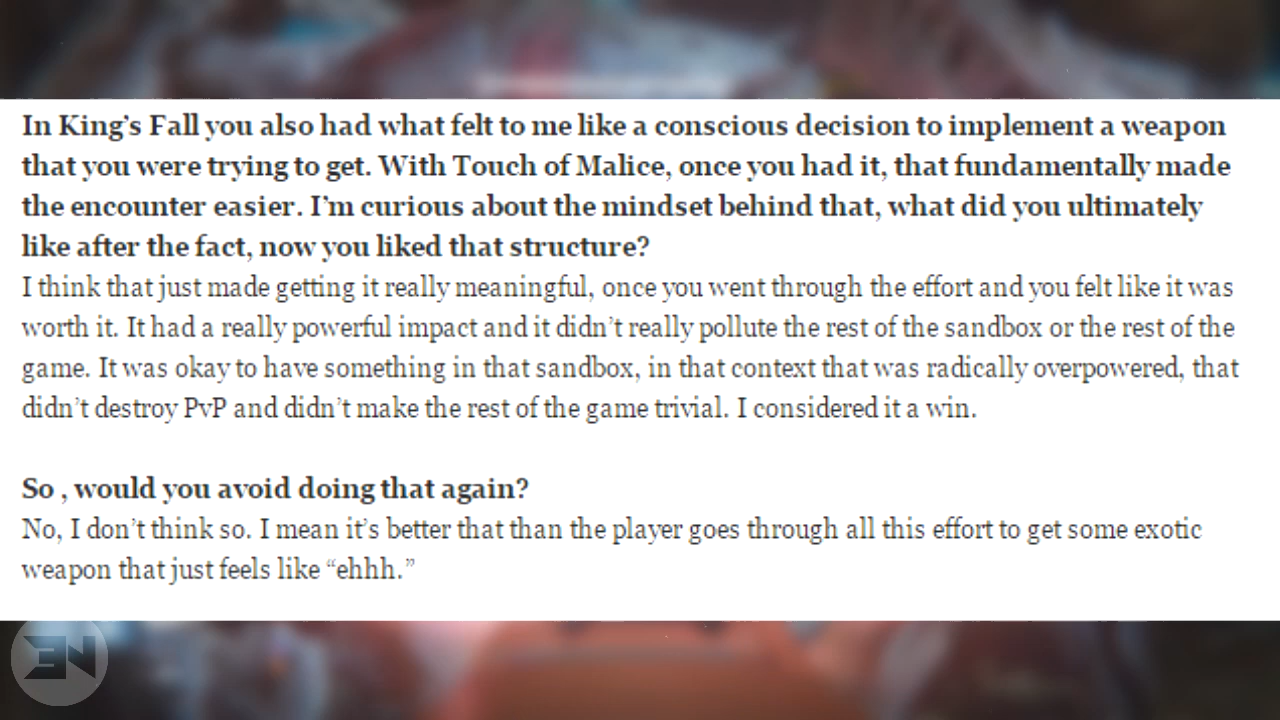 In King’s Fall you also had what felt to me like a conscious decision to implement a weapon
that you were trying to get. With Touch of Malice, once you had it, that fundamentally made
the encounter easier. I’m curious about the mindset behind that, what did you ultimately
like after the fact, now you liked that structure?
I think that just made getting it really meaningful, once you went through the effort and you felt like it was
worth it. It had a really powerful impact and it didn’t really pollute the rest of the sandbox or the rest of the
game. It was okay to have something in that sandbox, in that context that was radically overpowered, that
didn’t destroy PvP and didn’t make the rest of the game trivial. I considered it a win.
So , would you avoid doing that again?
No, I don’t think so. I mean it’s better that than the player goes through all this effort to get some exotic
weapon that just feels like “ehhh.”
EN